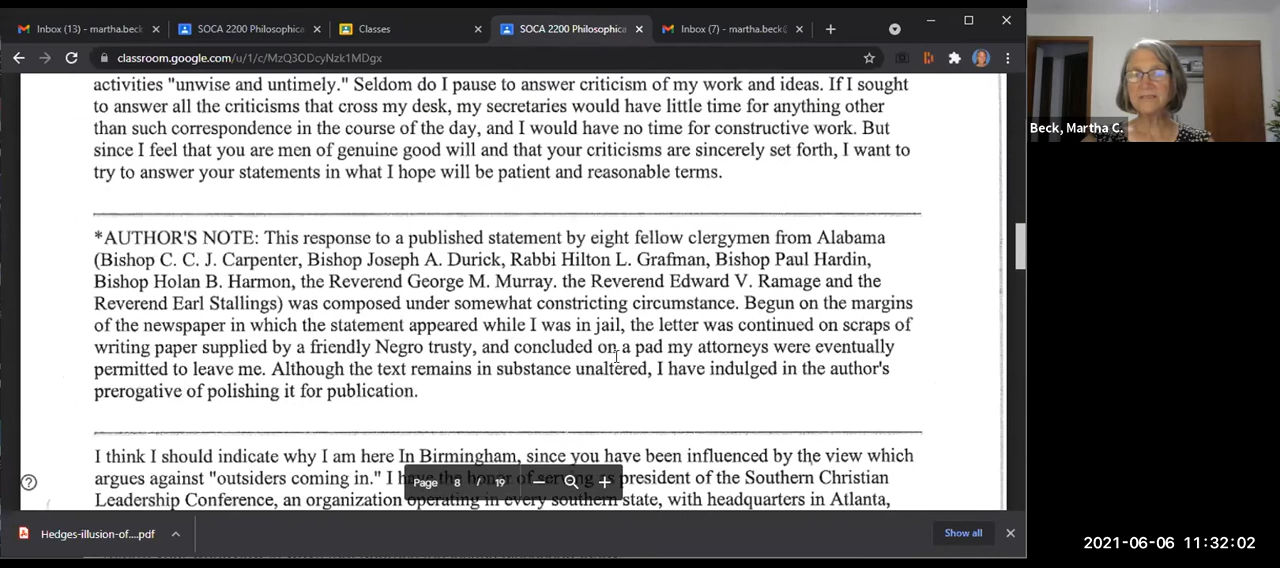 Inbox (13) - martha.beck
SOCA 2200 Philosophica
Classes
SOCA 2200 Philosophica
Inbox (7) - martha.beck@
classroom.google.com/u/1/c/MzQ3ODcyNzk1MDgx
activities "unwise and untimely." Seldom do I pause to answer criticism of my work and ideas. If I sought
to answer all the criticisms that cross my desk, my secretaries would have little time for anything other
than such correspondence in the course of the day, and I would have no time for constructive work. But
since I feel that you are men of genuine good will and that your criticisms are sincerely set forth, I want to
try to answer your statements in what I hope will be patient and reasonable terms.
*AUTHOR'S NOTE: This response to a published statement by eight fellow clergymen from Alabama
(Bishop C. C. J. Carpenter, Bishop Joseph A. Durick, Rabbi Hilton L. Grafman, Bishop Paul Hardin,
Bishop Holan B. Harmon, the Reverend George M. Murray. the Reverend Edward V. Ramage and the
Reverend Earl Stallings) was composed under somewhat constricting circumstance. Begun on the margins
of the newspaper in which the statement appeared while I was in jail, the letter was continued on scraps of
writing paper supplied by a friendly Negro trusty, and concluded on a pad my attorneys were eventually
permitted to leave me. Although the text remains in substance unaltered, I have indulged in the author's
prerogative of polishing it for publication.
I think I should indicate why I am here In Birmingham, since you have been influenced by the view which
argues against "outsiders coming in." I have the honor of serving as president of the Southern Christian
Leadership Conference, an organization operating in every southern state, with headquarters in Atlanta,
Page 8 / 19
Hedges-illusion-of....pdf
Show all
Beck, Martha C.
2021-06-06 11:32:02